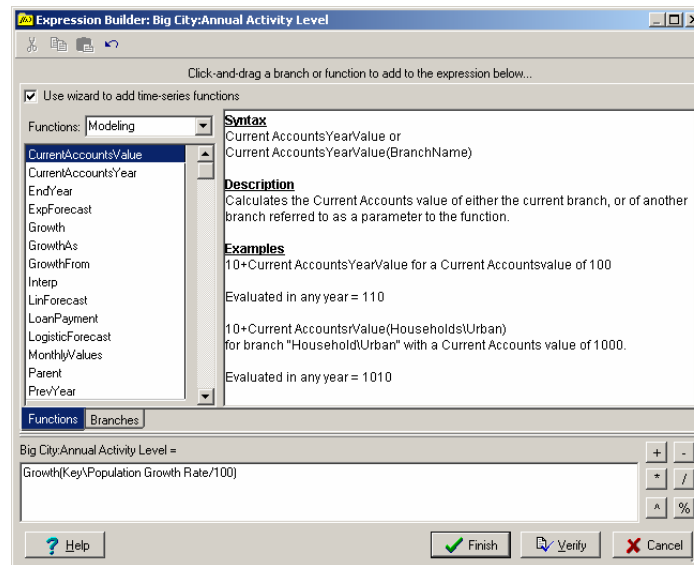 Expression Builder: Big City:Annual Activity Level
Click-and-drag a branch or function to add to the expression below...
Use wizard to add time-series functions
Functions: Modeling
CurrentAccountsValue
CurrentAccountsYear
EndYear
ExpForecast
Growth
GrowthAs
GrowthFrom
Interp
LinForecast
LoanPayment
LogisticForecast
MonthlyValues
Parent
PrevYear
Syntax
Current AccountsYearValue or
Current AccountsYearValue(BranchName)
Description
Calculates the Current Accounts value of either the current branch, or of another
branch referred to as a parameter to the function.
Examples
10+Current AccountsYearValue for a Current Accountsvalue of 100
Evaluated in any year = 110
10+Current AccountsrValue(Households\Urban)
for branch "Household\Urban" with a Current Accounts value of 1000.
Evaluated in any year = 1010
Functions Branches
Big City:Annual Activity Level =
Growth(Key\Population Growth Rate/100)
+ -
* /
^ %
? Help Finish Verify Cancel